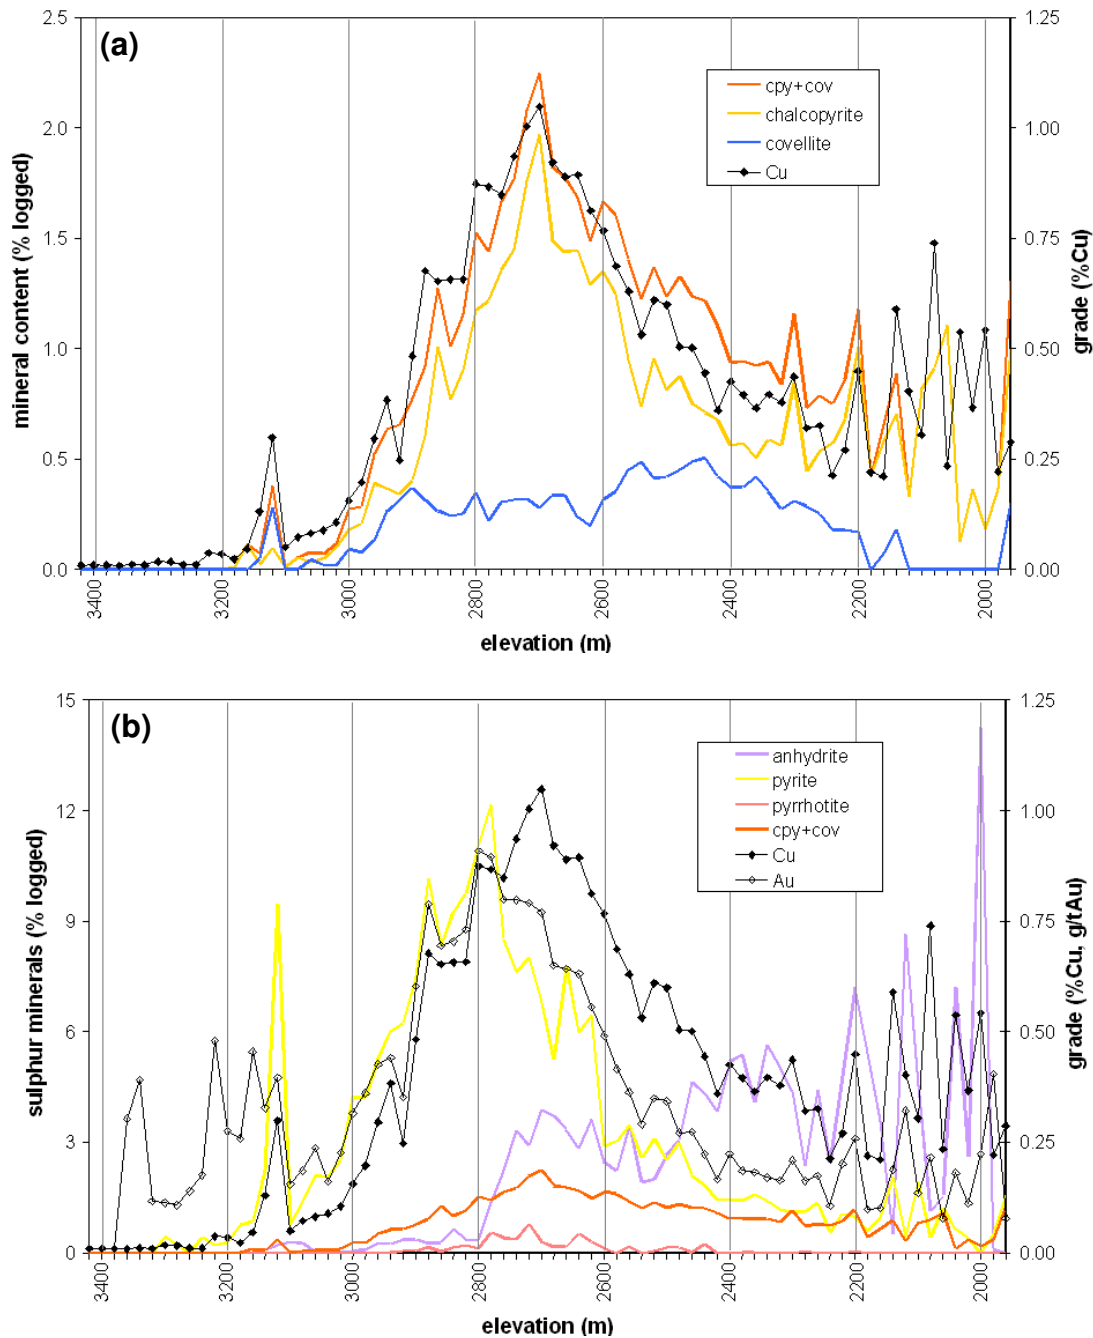 (a)
2.5
2.0
1.5
1.0
0.5
0.0
mineral content (% logged)
1.25
1.00
0.75
0.50
0.25
0.00
grade (%Cu)
cpy+cov
chalcopyrite
covellite
Cu
3400
3200
3000
2800
2600
2400
2200
2000
elevation (m)
(b)
15
12
9
6
3
0
sulphur minerals (% logged)
1.25
1.00
0.75
0.50
0.25
0.00
grade (%Cu, g/tAu)
anhydrite
pyrite
pyrrhotite
cpy+cov
Cu
Au
3400
3200
3000
2800
2600
2400
2200
2000
elevation (m)